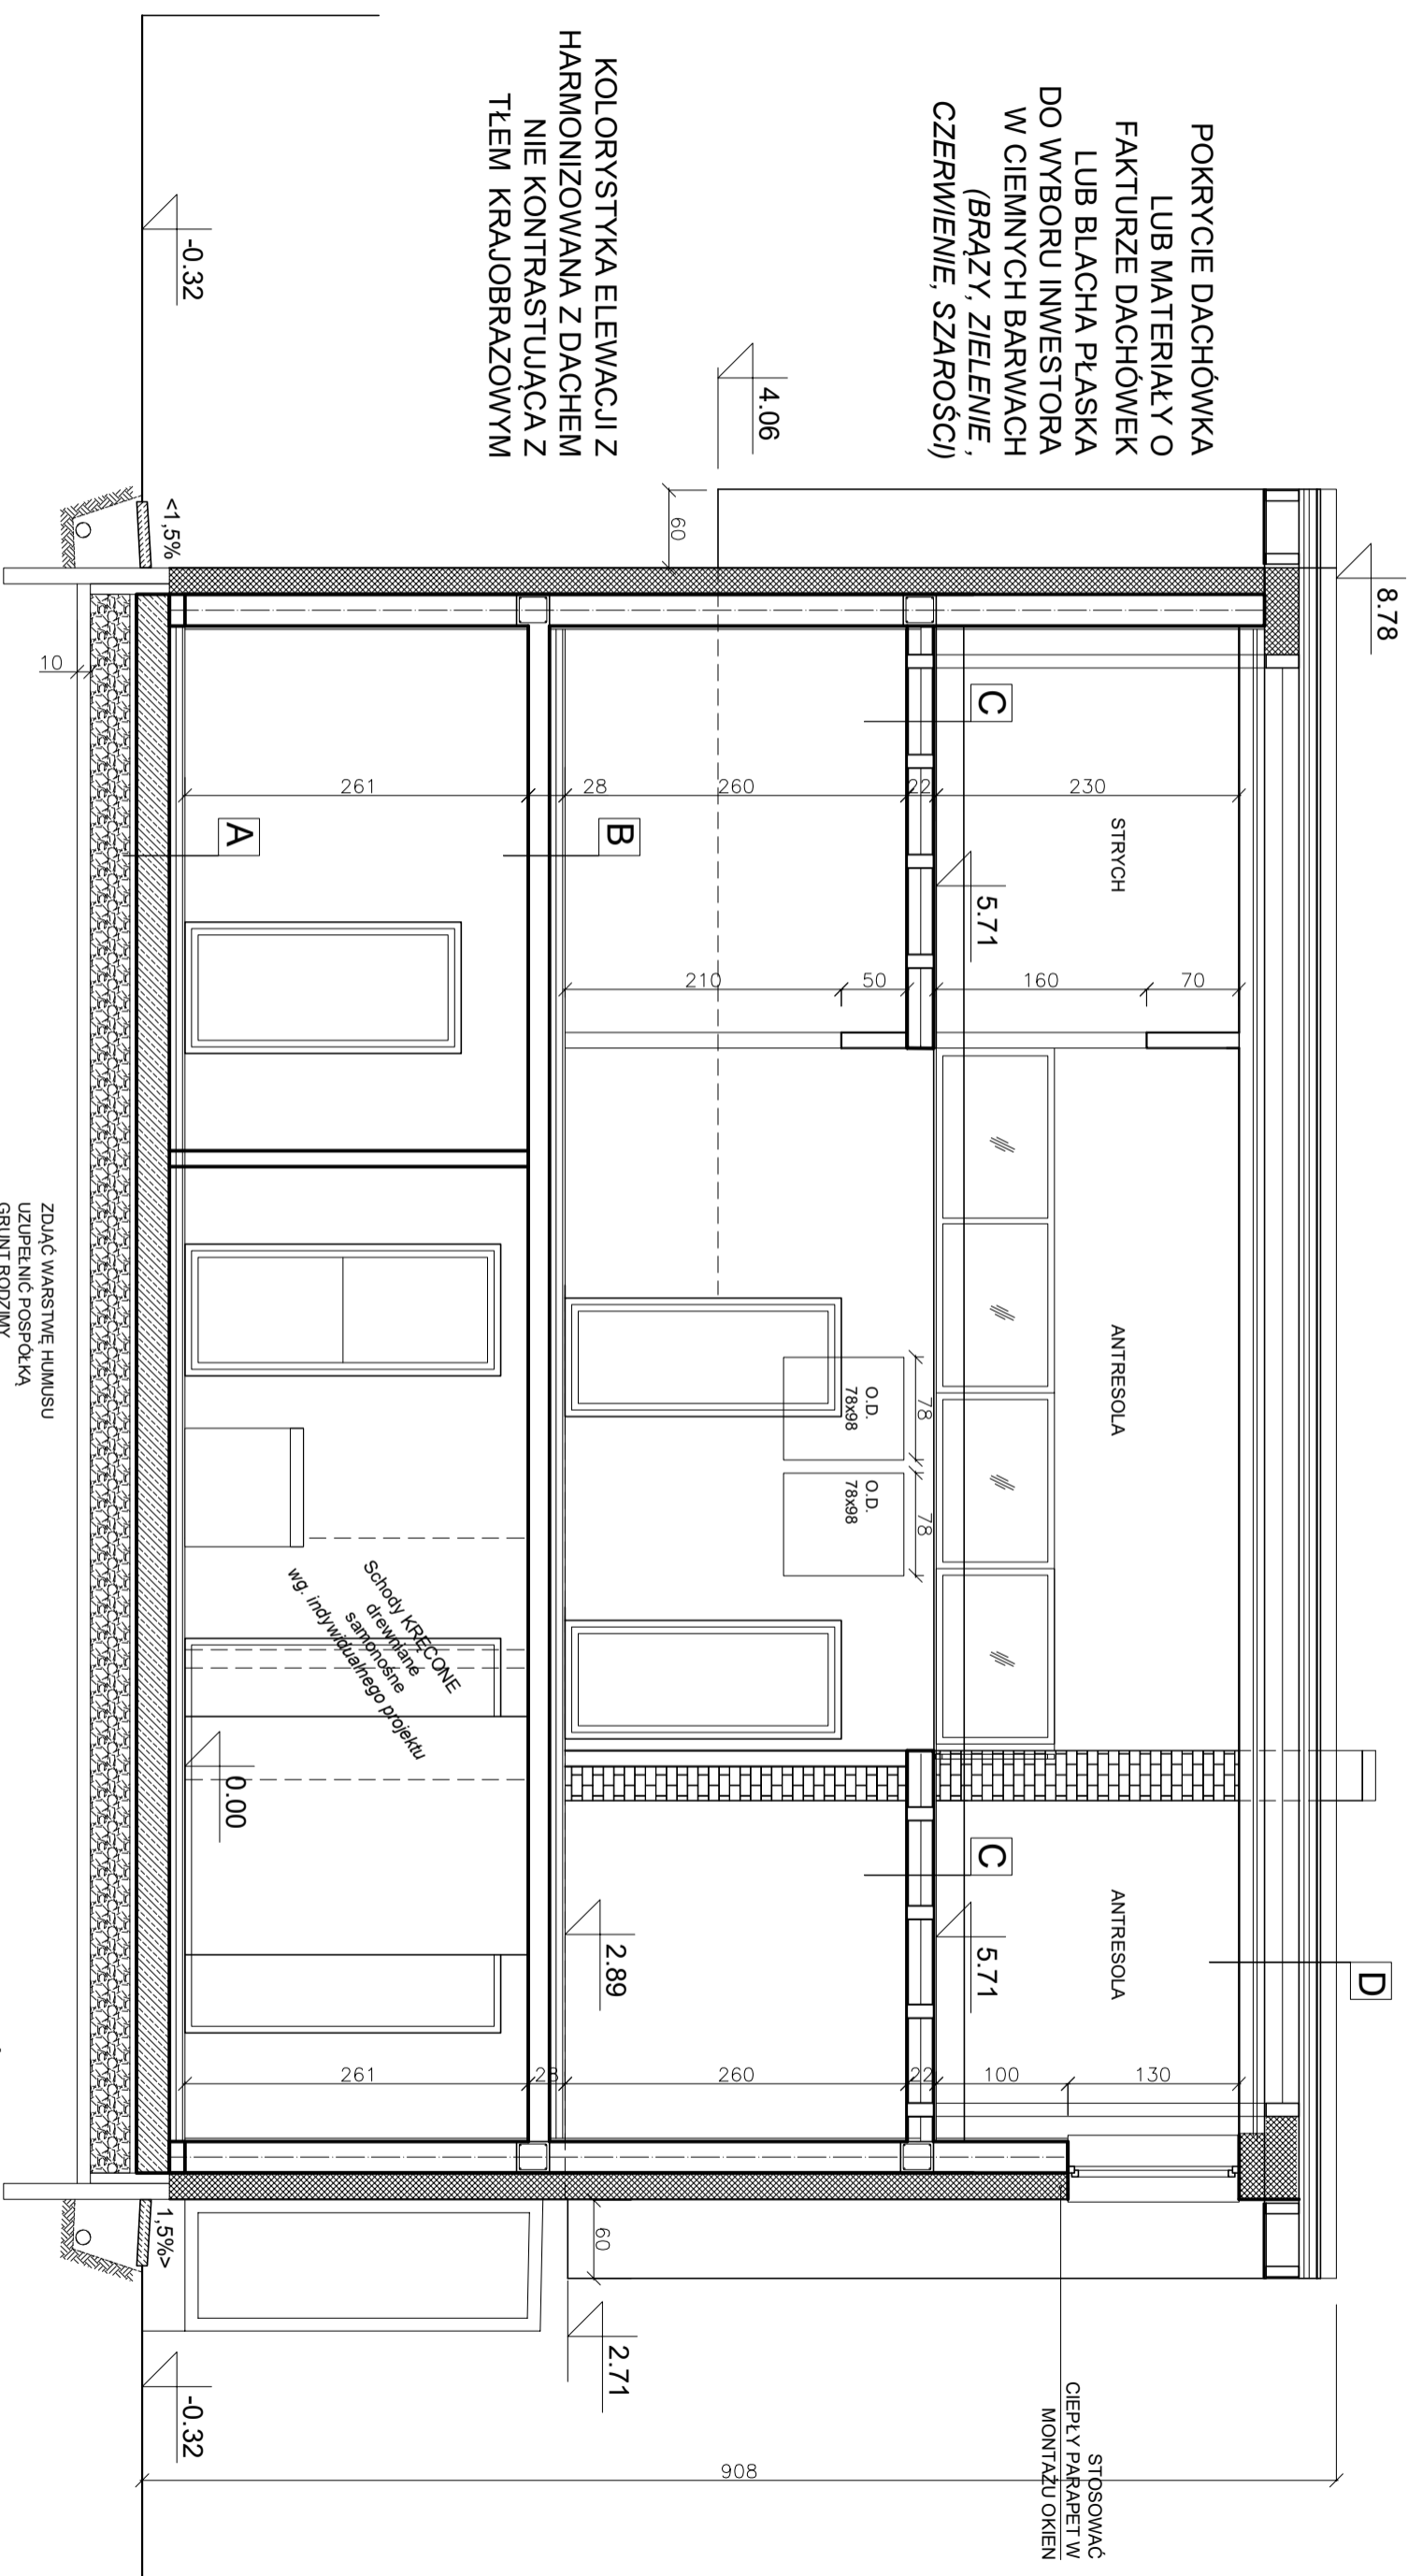 POKRYCIE DACHÓWKA
LUB MATERIAŁY O
FAKTURZE DACHÓWEK
LUB BLACHA PŁASKA
DO WYBORU INWESTORA
W CIEMNYCH BARWACH
(BRĄZY, ZIELENIE ,
CZERWIENIE, SZAROŚCI)
KOLORYSTYKA ELEWACJI Z
HARMONIZOWANA Z DACHEM
NIE KONTRASTUJĄCA Z
TŁEM KRAJOBRAZOWYM
8.78
4.06
-0.32
<1,5%
60
10
C
STRYCH
230
22
260
28
261
5.71
B
A
70
160
50
210
ANTRESOLA
O.D.
78x98
78
O.D.
78x98
78
Schody KRĘCONE
drewniane
samonośne
wg. indywidualnego projektu
0.00
D
ANTRESOLA
C
5.71
2.89
130
100
22
260
28
261
60
1,5%>
2.71
-0.32
908
STOSOWAĆ
CIEPŁY PARAPET W
MONTAŻU OKIEN
ZDJĄĆ WARSTWĘ HUMUSU
UZUPEŁNIĆ POSPÓŁKĄ
GRUNT RODZIMY